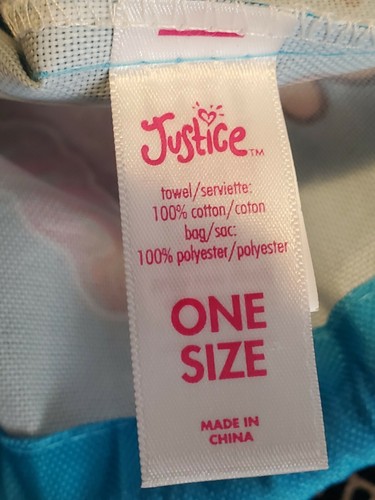 Justice™
towel/serviette:
100% cotton/coton
bag/sac:
100% polyester/polyester
ONE
SIZE
MADE IN
CHINA